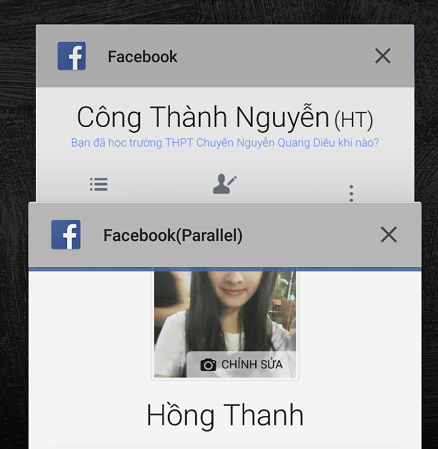 Facebook
Công Thành Nguyễn (HT)
Bạn đã học trường THPT Chuyên Nguyễn Quang Diêu khi nào?
Facebook(Parallel)
CHỈNH SỬA
Hồng Thanh